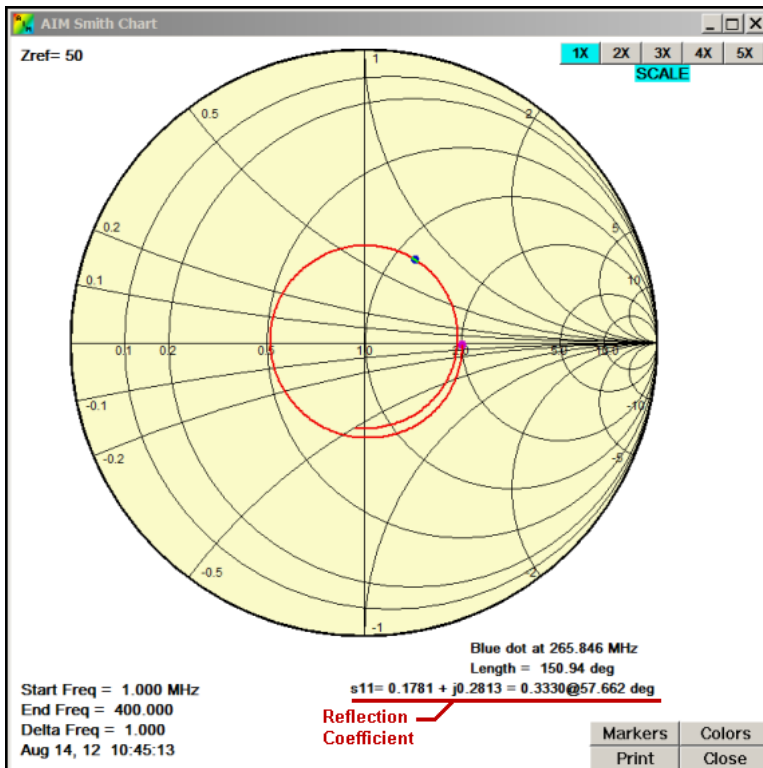 AIM Smith Chart
Zref= 50
1X 2X 3X 4X 5X
SCALE
1
0.5
2
0.2
5
0.1
10
0.1 0.2 0.5 1.0 2.0 5.0
-0.1
-10
-0.2
-5
-0.5
-2
-1
Blue dot at 265.846 MHz
Length = 150.94 deg
s11= 0.1781 + j0.2813 = 0.3330@57.662 deg
Start Freq = 1.000 MHz
End Freq = 400.000
Delta Freq = 1.000
Aug 14, 12 10:45:13
Reflection
Coefficient
Markers Colors
Print Close